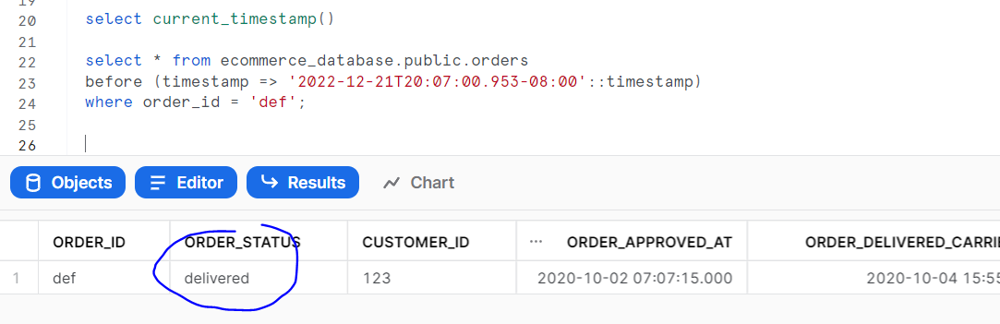 19
20 select current_timestamp()
21
22 select * from ecommerce_database.public.orders
23 before (timestamp => '2022-12-21T20:07:00.953-08:00'::timestamp)
24 where order_id = 'def';
25
26
Objects Editor Results Chart
ORDER_ID ORDER_STATUS CUSTOMER_ID ··· ORDER_APPROVED_AT ORDER_DELIVERED_CARRI
1 def delivered 123 2020-10-02 07:07:15.000 2020-10-04 15:55